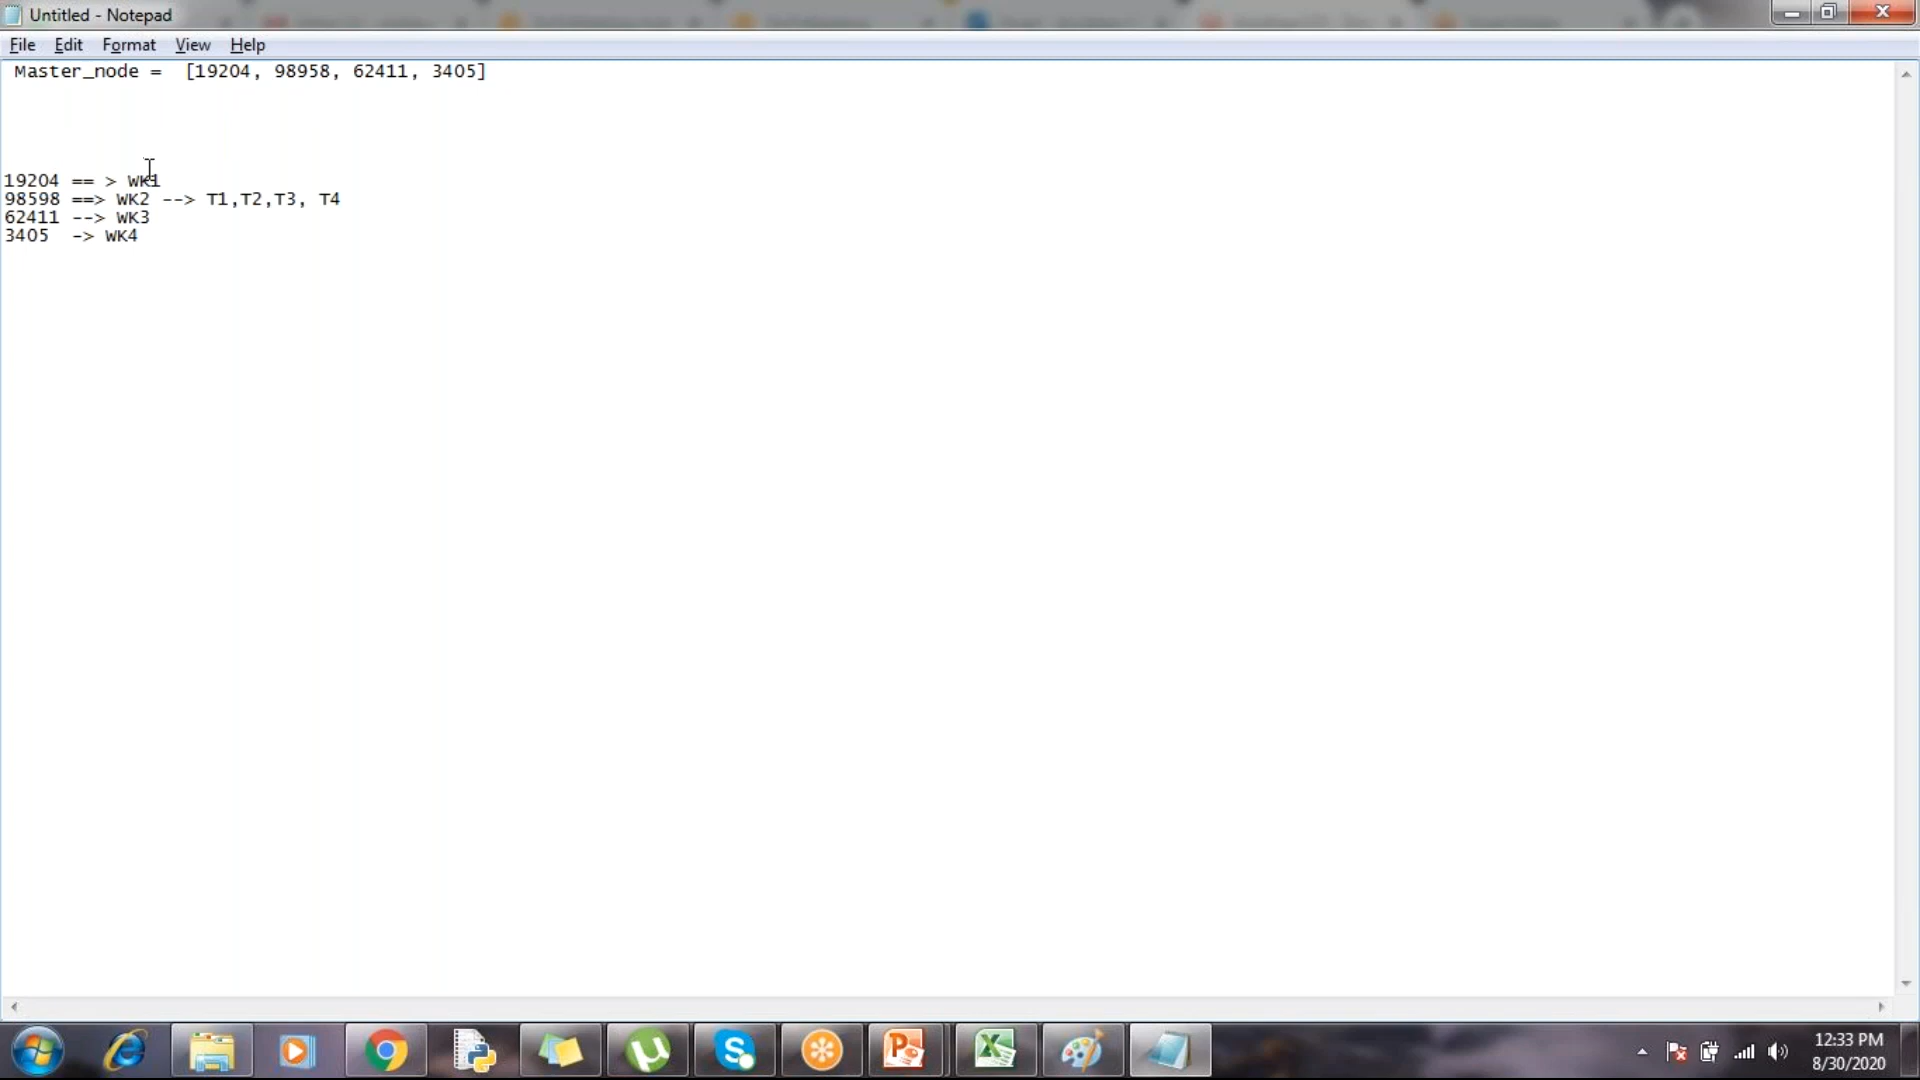 Untitled - Notepad
File Edit Format View Help
Master_node =  [19204, 98958, 62411, 3405]
19204 == > WK1
98598 ==> WK2 --> T1,T2,T3, T4
62411 --> WK3
3405  -> WK4
12:33 PM
8/30/2020